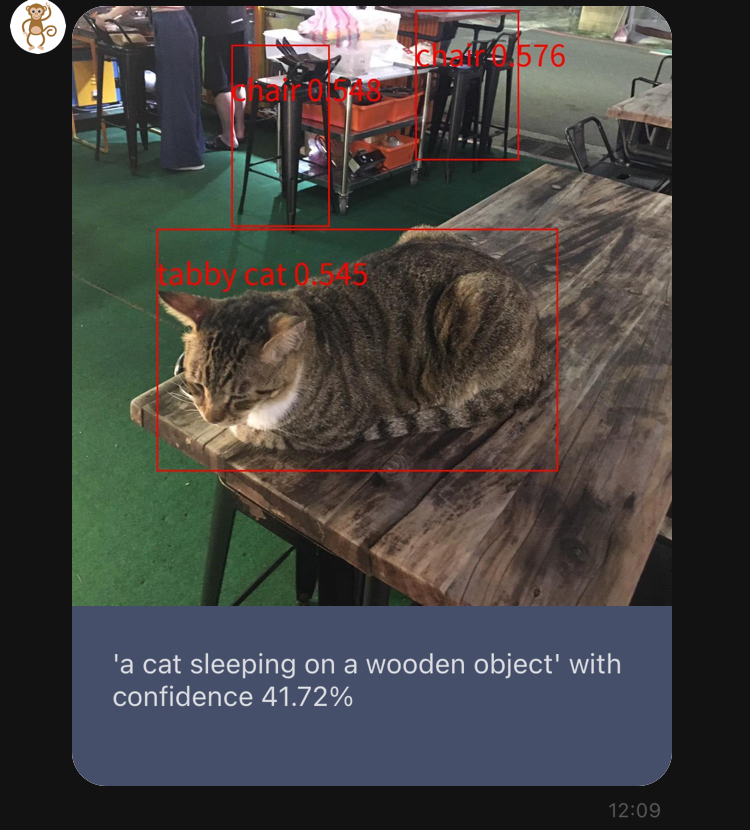 chair 0.576
chair 0.548
tabby cat 0.545
'a cat sleeping on a wooden object' with
confidence 41.72%
12:09